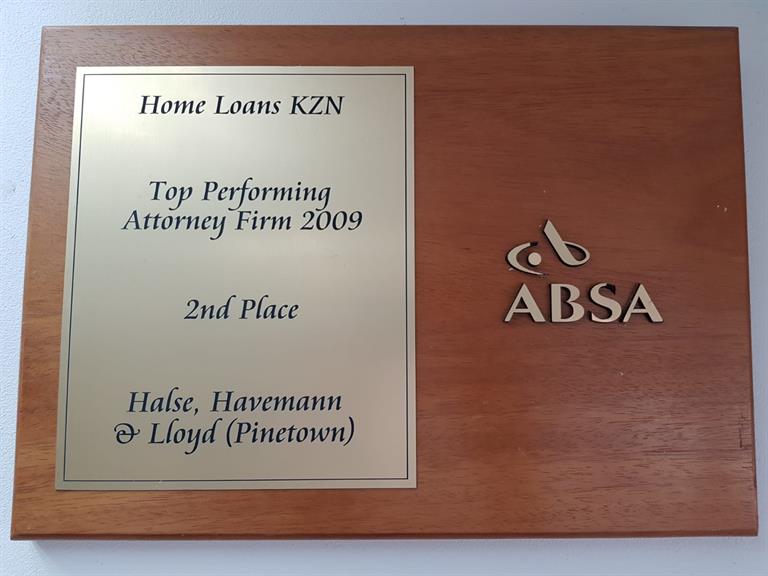 Home Loans KZN
Top Performing
Attorney Firm 2009
2nd Place
Halse, Havemann
& Lloyd (Pinetown)
ABSA